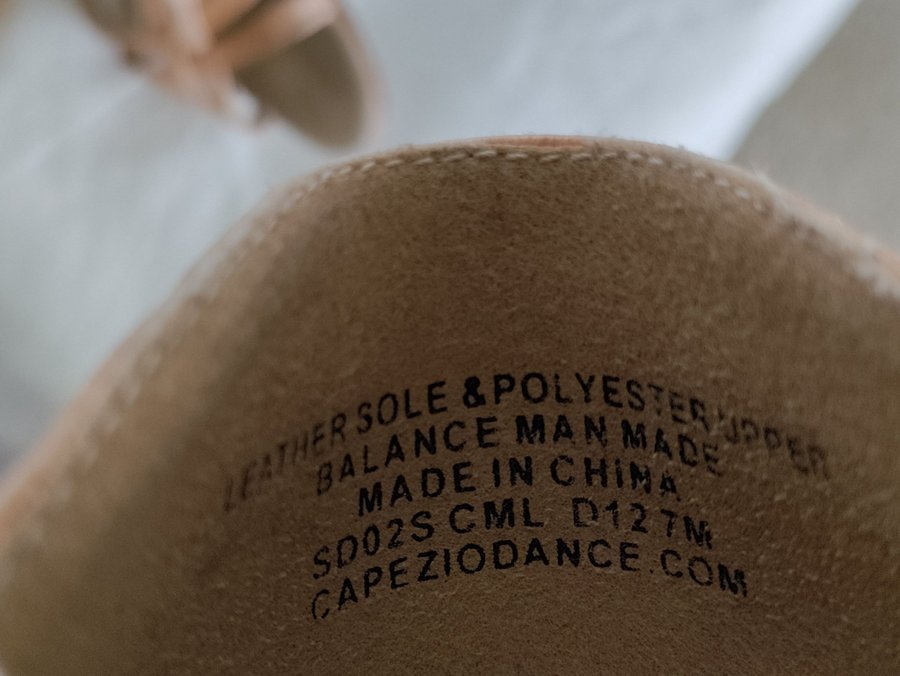 LEATHER SOLE & POLYESTER UPPER
BALANCE MAN MADE
MADE IN CHINA
SD02S CML D12 7M
CAPEZIODANCE.COM